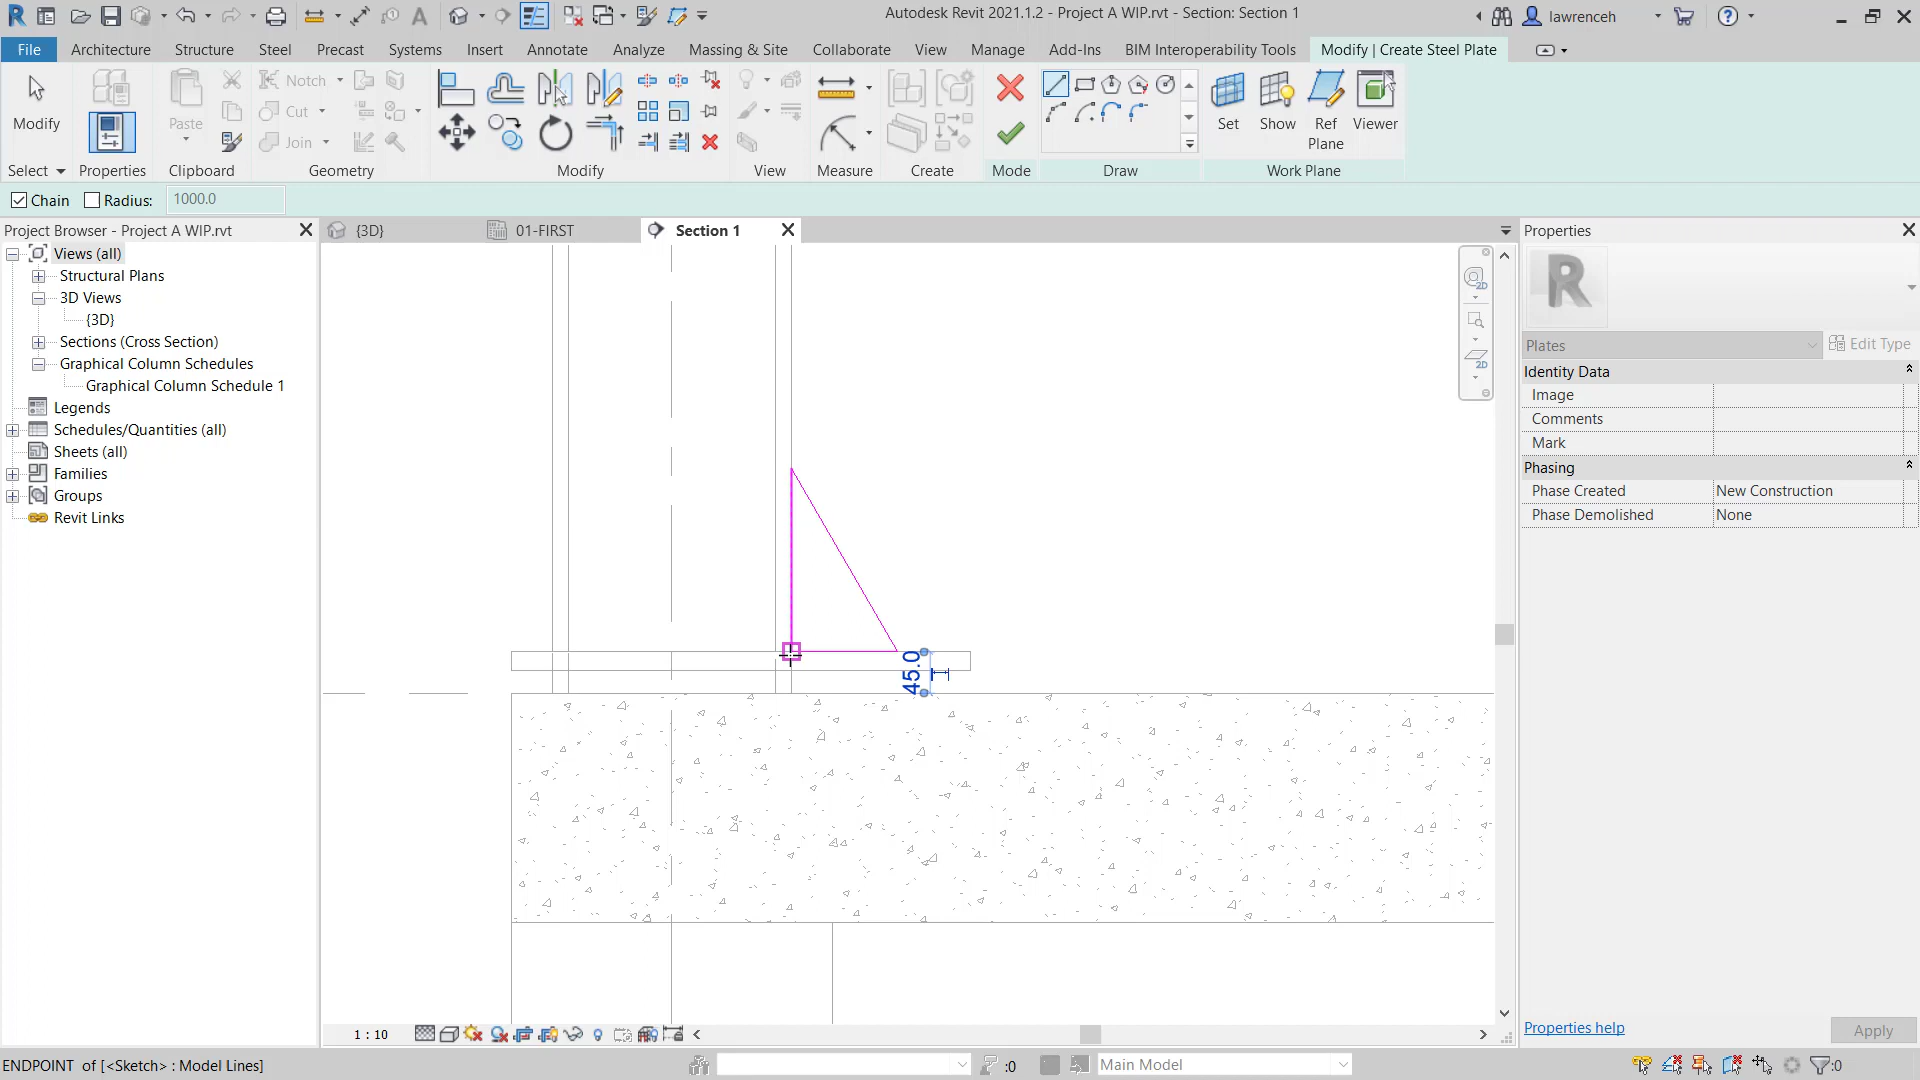 Autodesk Revit 2021.1.2 - Project A WIP.rvt - Section: Section 1
lawrenceh
File Architecture Structure Steel Precast Systems Insert Annotate Analyze Massing & Site Collaborate View Manage Add-Ins BIM Interoperability Tools Modify | Create Steel Plate
Modify
Paste
Notch
Cut
Join
Set Show Ref Plane Viewer
Select Properties Clipboard Geometry Modify View Measure Create Mode Draw Work Plane
Chain Radius: 1000.0
Project Browser - Project A WIP.rvt
{3D} 01-FIRST Section 1
Properties
Views (all)
Structural Plans
3D Views
{3D}
Sections (Cross Section)
Graphical Column Schedules
Graphical Column Schedule 1
Legends
Schedules/Quantities (all)
Sheets (all)
Families
Groups
Revit Links
2D
2D
45.0
Plates Edit Type
Identity Data
Image
Comments
Mark
Phasing
Phase Created New Construction
Phase Demolished None
Properties help Apply
1 : 10
ENDPOINT of [<Sketch> : Model Lines]
:0
Main Model
:0